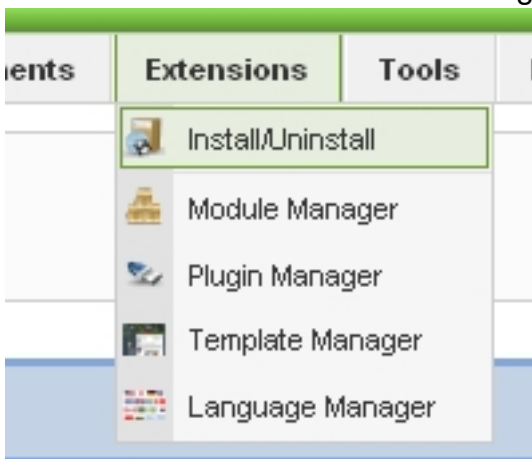 Extensions Tools
Install/Uninstall
Module Manager
Plugin Manager
Template Manager
Language Manager